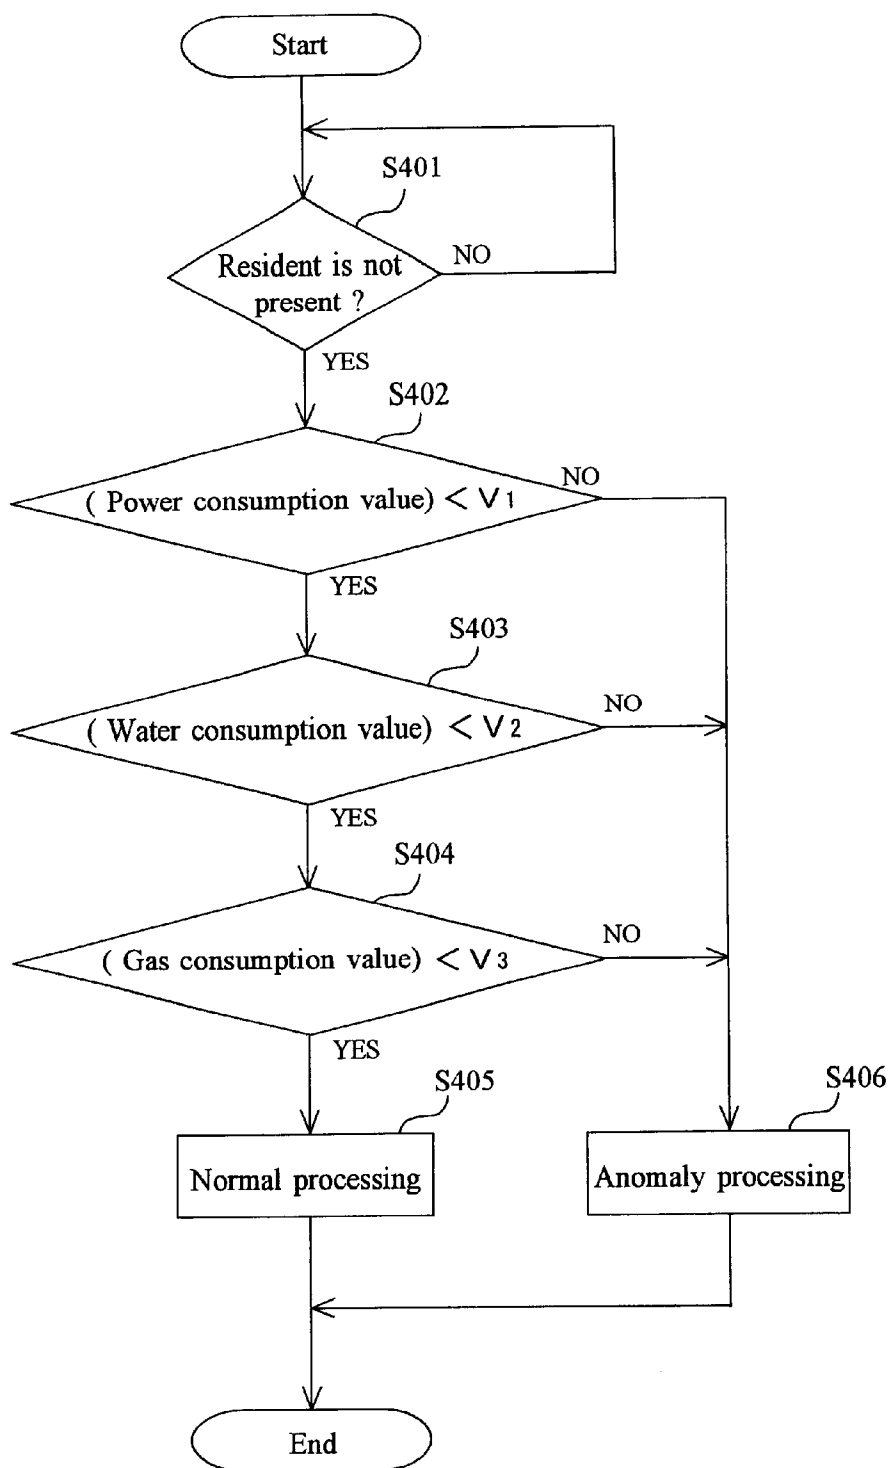 Start
S401
Resident is not
present ?
NO
YES
S402
( Power consumption value) < V1
NO
YES
S403
( Water consumption value) < V2
NO
YES
S404
( Gas consumption value) < V3
NO
YES
S405
Normal processing
S406
Anomaly processing
End